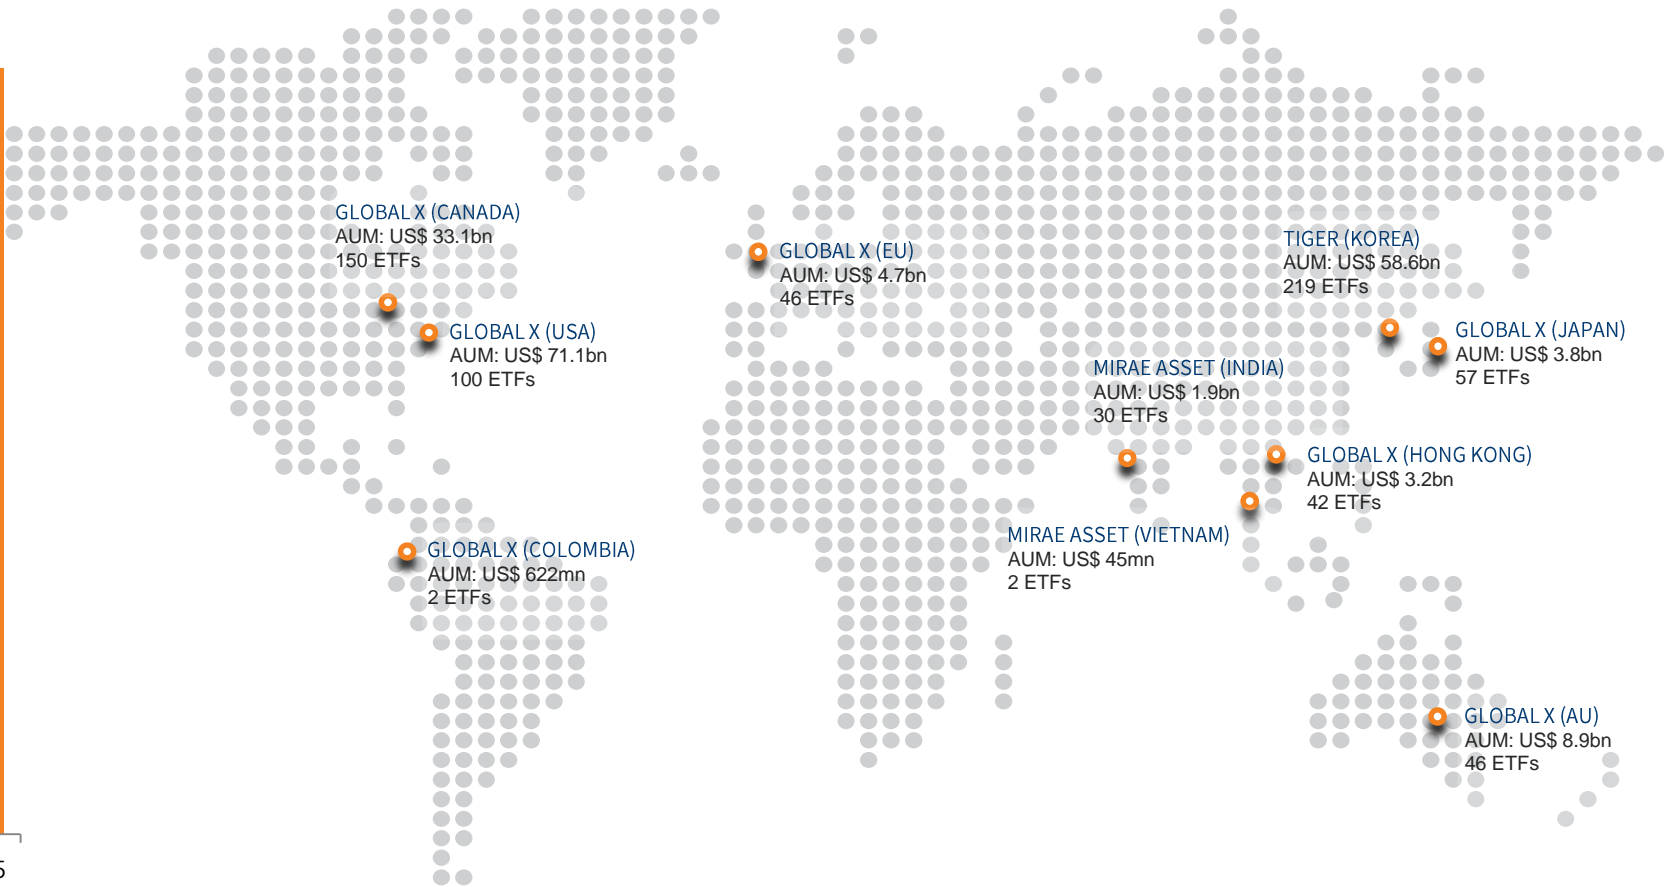 GLOBAL X (CANADA)
AUM: US$ 33.1bn
150 ETFs
GLOBAL X (USA)
AUM: US$ 71.1bn
100 ETFs
GLOBAL X (COLOMBIA)
AUM: US$ 622mn
2 ETFs
GLOBAL X (EU)
AUM: US$ 4.7bn
46 ETFs
TIGER (KOREA)
AUM: US$ 58.6bn
219 ETFs
GLOBAL X (JAPAN)
AUM: US$ 3.8bn
57 ETFs
MIRAE ASSET (INDIA)
AUM: US$ 1.9bn
30 ETFs
GLOBAL X (HONG KONG)
AUM: US$ 3.2bn
42 ETFs
MIRAE ASSET (VIETNAM)
AUM: US$ 45mn
2 ETFs
GLOBAL X (AU)
AUM: US$ 8.9bn
46 ETFs